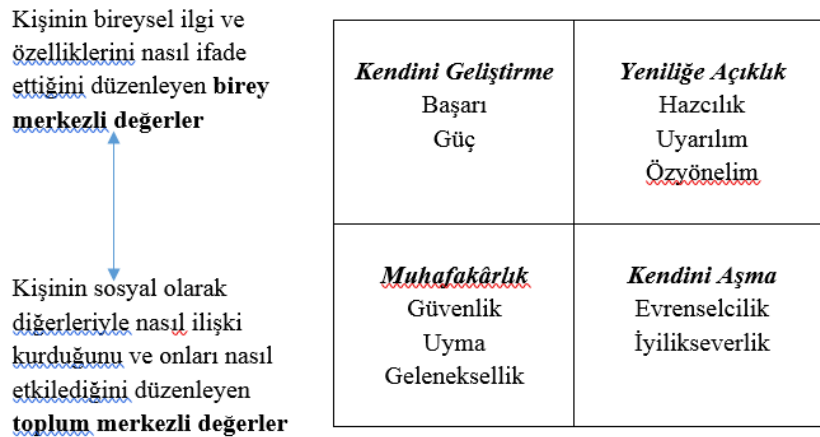 Kişinin bireysel ilgi ve
özelliklerini nasıl ifade
ettiğini düzenleyen birey
merkezli değerler
Kişinin sosyal olarak
diğerleriyle nasıl ilişki
kurduğunu ve onları nasıl
etkilediğini düzenleyen
toplum merkezli değerler
Kendini Geliştirme
Başarı
Güç
Yeniliğe Açıklık
Hazcılık
Uyarılım
Özyönelim
Muhafakârlık
Güvenlik
Uyma
Geleneksellik
Kendini Aşma
Evrenselcilik
İyilikseverlik